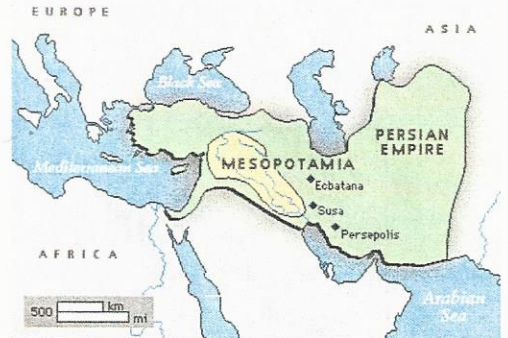 EUROPE
ASIA
Black Sea
PERSIAN
EMPIRE
MESOPOTAMIA
Mediterranean Sea
Ecbatana
Susa
Persepolis
AFRICA
Arabian
Sea
500
km
mi